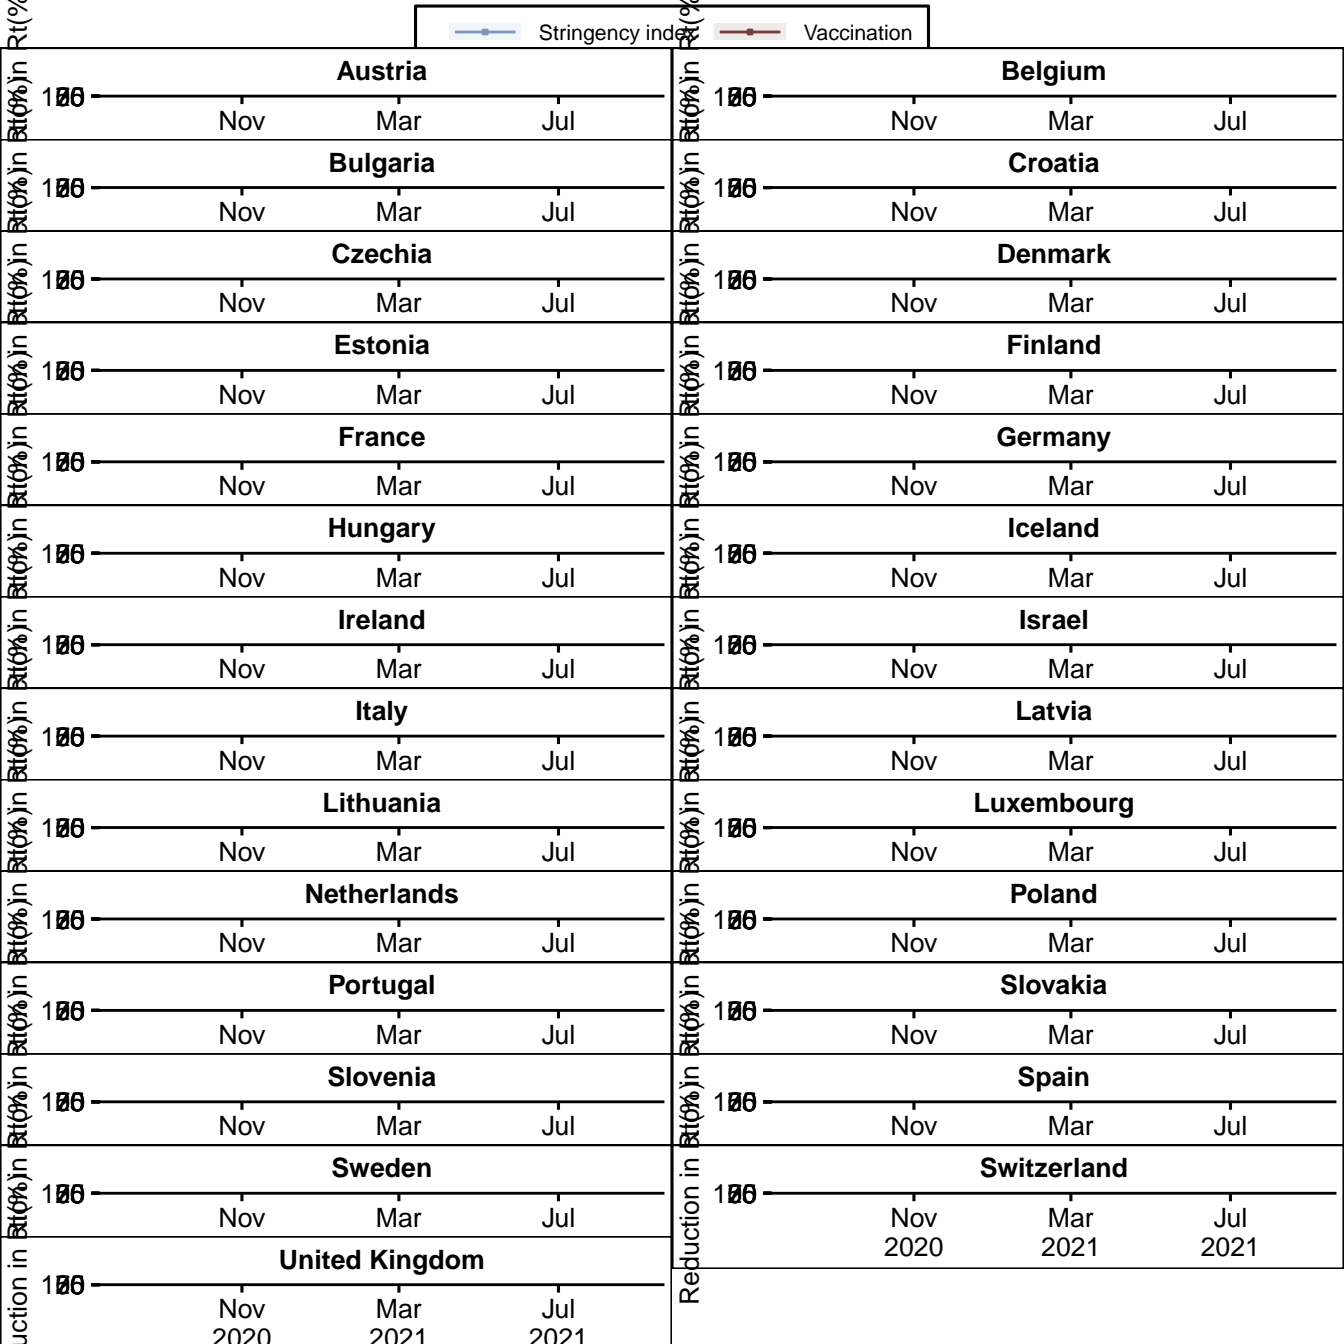 Stringency index Vaccination
Austria
Nov Mar Jul
Belgium
Nov Mar Jul
Bulgaria
Nov Mar Jul
Croatia
Nov Mar Jul
Czechia
Nov Mar Jul
Denmark
Nov Mar Jul
Estonia
Nov Mar Jul
Finland
Nov Mar Jul
France
Nov Mar Jul
Germany
Nov Mar Jul
Hungary
Nov Mar Jul
Iceland
Nov Mar Jul
Ireland
Nov Mar Jul
Israel
Nov Mar Jul
Italy
Nov Mar Jul
Latvia
Nov Mar Jul
Lithuania
Nov Mar Jul
Luxembourg
Nov Mar Jul
Netherlands
Nov Mar Jul
Poland
Nov Mar Jul
Portugal
Nov Mar Jul
Slovakia
Nov Mar Jul
Slovenia
Nov Mar Jul
Spain
Nov Mar Jul
Sweden
Nov Mar Jul
Switzerland
Nov Mar Jul
2020 2021 2021
Reduction in
United Kingdom
Nov Mar Jul
2020 2021 2021